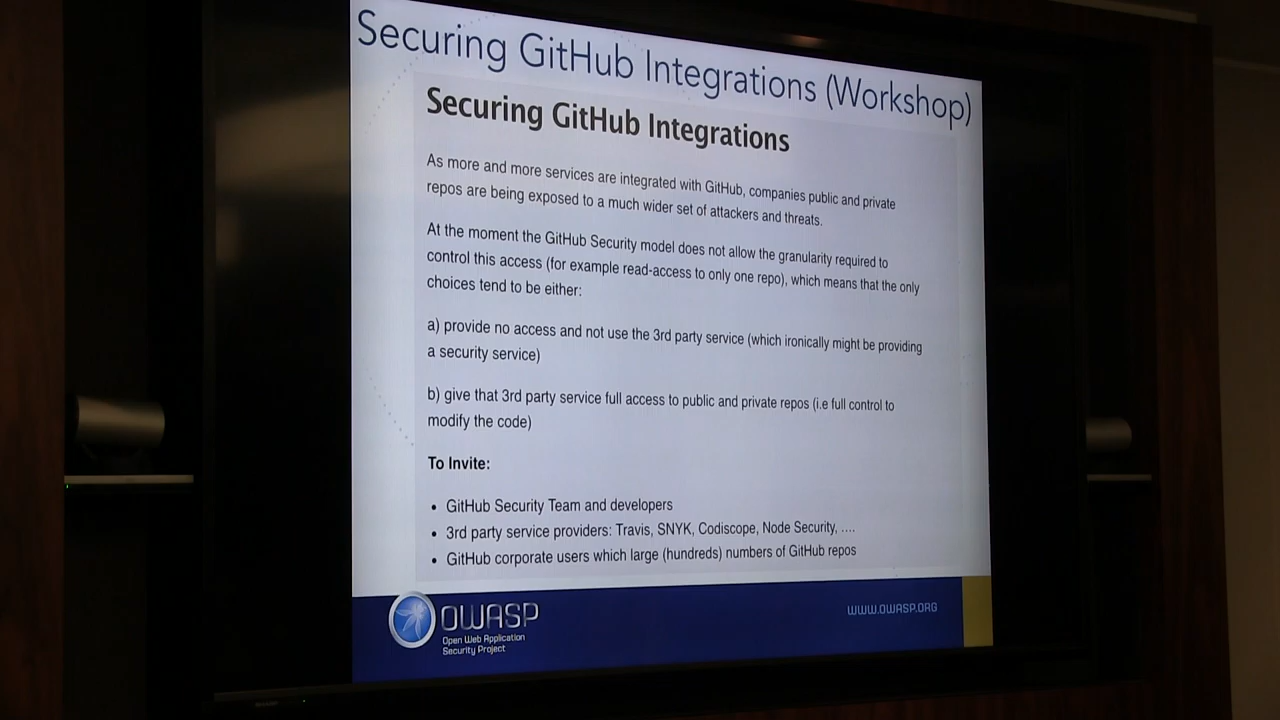 Securing GitHub Integrations (Workshop)
Securing GitHub Integrations
As more and more services are integrated with GitHub, companies public and private
repos are being exposed to a much wider set of attackers and threats.
At the moment the GitHub Security model does not allow the granularity required to
control this access (for example read-access to only one repo), which means that the only
choices tend to be either:
a) provide no access and not use the 3rd party service (which ironically might be providing
a security service)
b) give that 3rd party service full access to public and private repos (i.e full control to
modify the code)
To Invite:
• GitHub Security Team and developers
• 3rd party service providers: Travis, SNYK, Codiscope, Node Security, ....
• GitHub corporate users which large (hundreds) numbers of GitHub repos
OWASP
Open Web Application
Security Project
WWW.OWASP.ORG